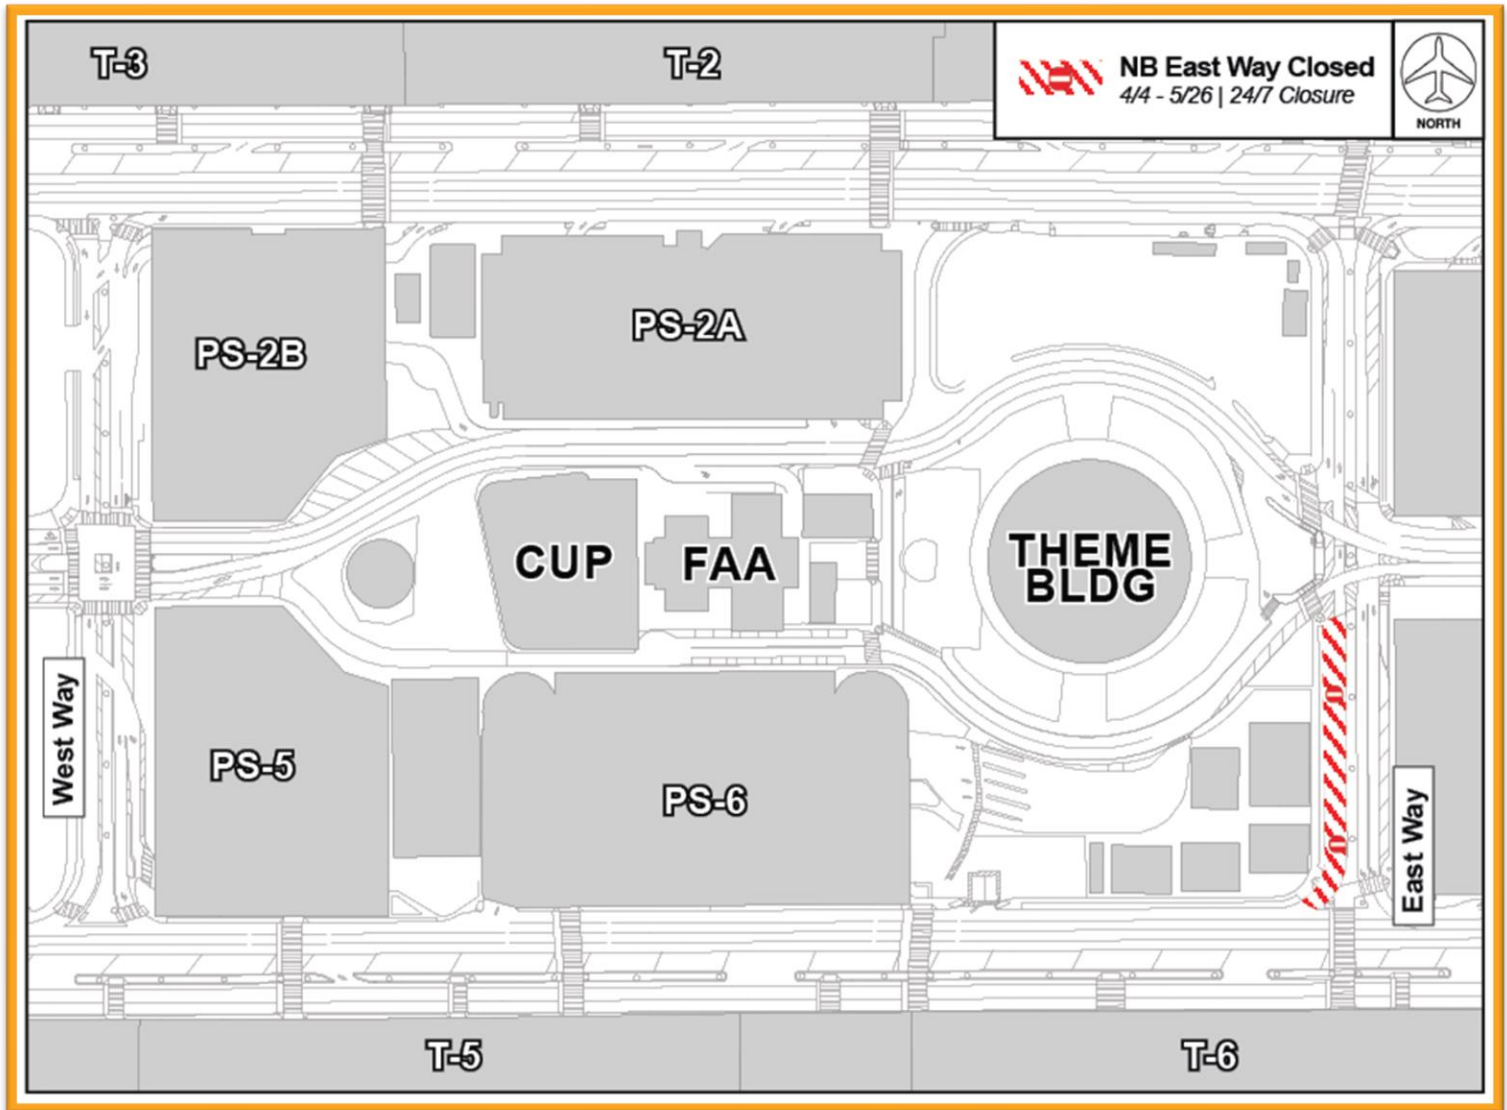 T-3
T-2
NB East Way Closed
4/4 - 5/26 | 24/7 Closure
NORTH
PS-2B
PS-2A
CUP
FAA
THEME
BLDG
West Way
PS-5
PS-6
East Way
T-5
T-6